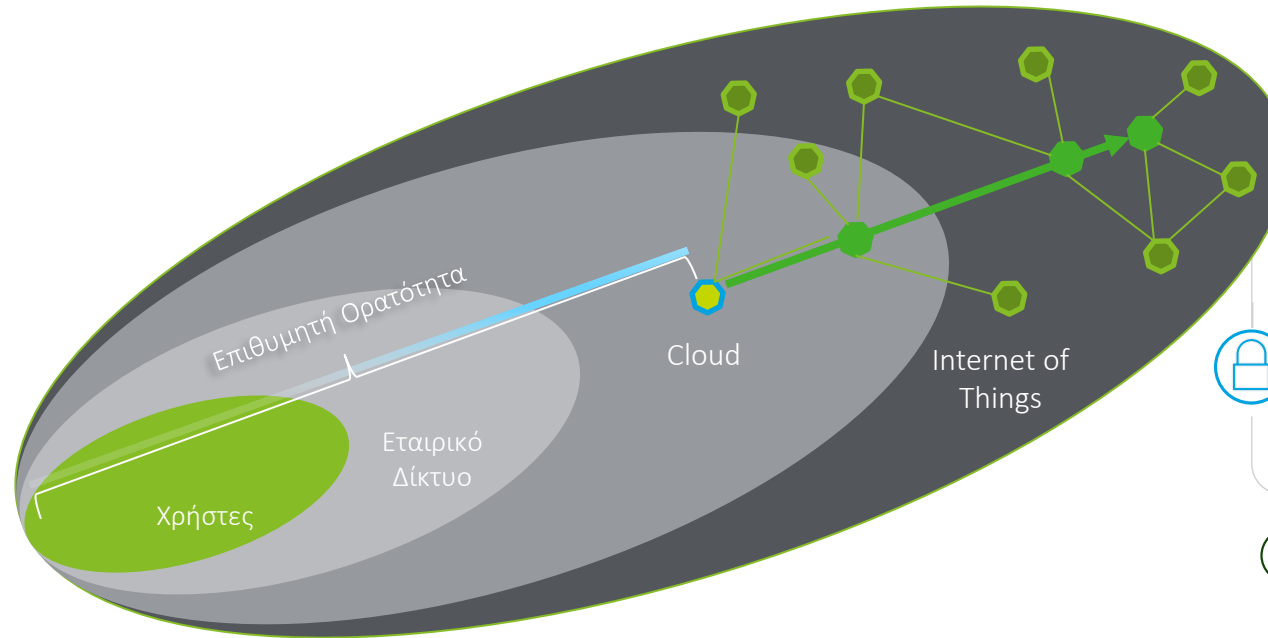 Επιθυμητή Ορατότητα
Cloud
Internet of
Things
Εταιρικό
Δίκτυο
Χρήστες